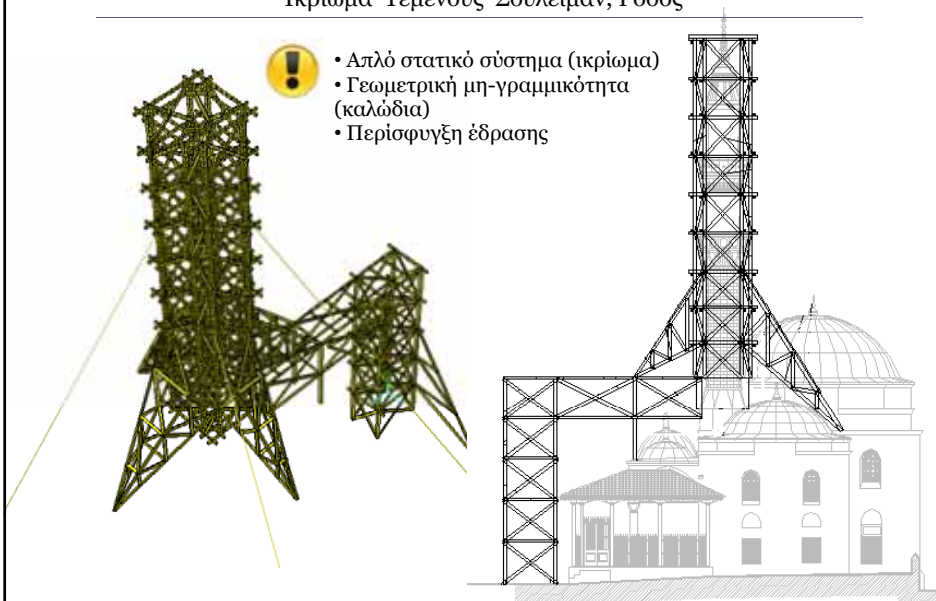 Ικρίωμα Τεμένους Σουλεϊμάν, Ρόδος
• Απλό στατικό σύστημα (ικρίωμα)
• Γεωμετρική μη-γραμμικότητα
(καλώδια)
• Περίσφυγξη έδρασης